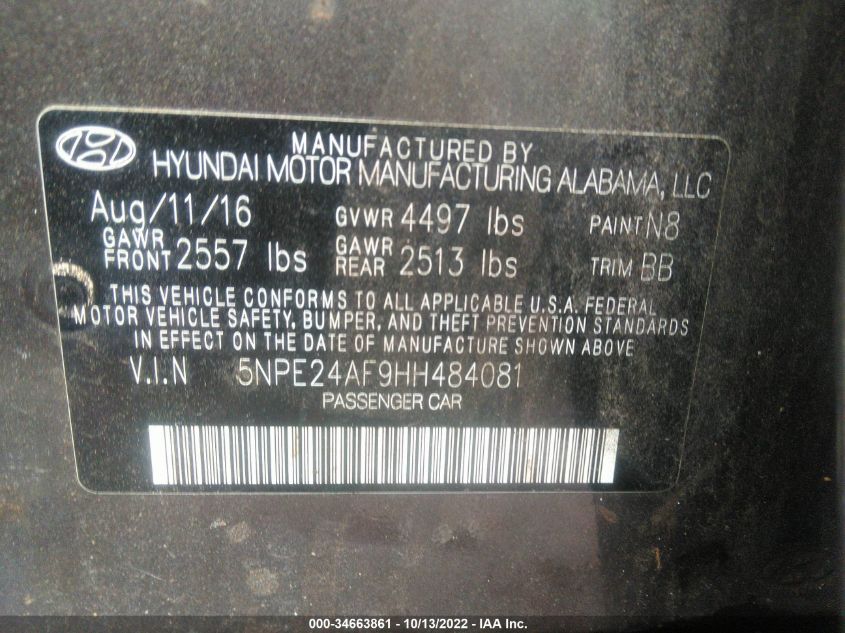 MANUFACTURED BY
HYUNDAI MOTOR MANUFACTURING ALABAMA, LLC
Aug/11/16 GVWR 4497 lbs PAINT N8
GAWR FRONT 2557 lbs GAWR REAR 2513 lbs TRIM BB
THIS VEHICLE CONFORMS TO ALL APPLICABLE U.S.A. FEDERAL
MOTOR VEHICLE SAFETY, BUMPER, AND THEFT PREVENTION STANDARDS
IN EFFECT ON THE DATE OF MANUFACTURE SHOWN ABOVE
V.I.N 5NPE24AF9HH484081
PASSENGER CAR
000-34663861 - 10/13/2022 - IAA Inc.